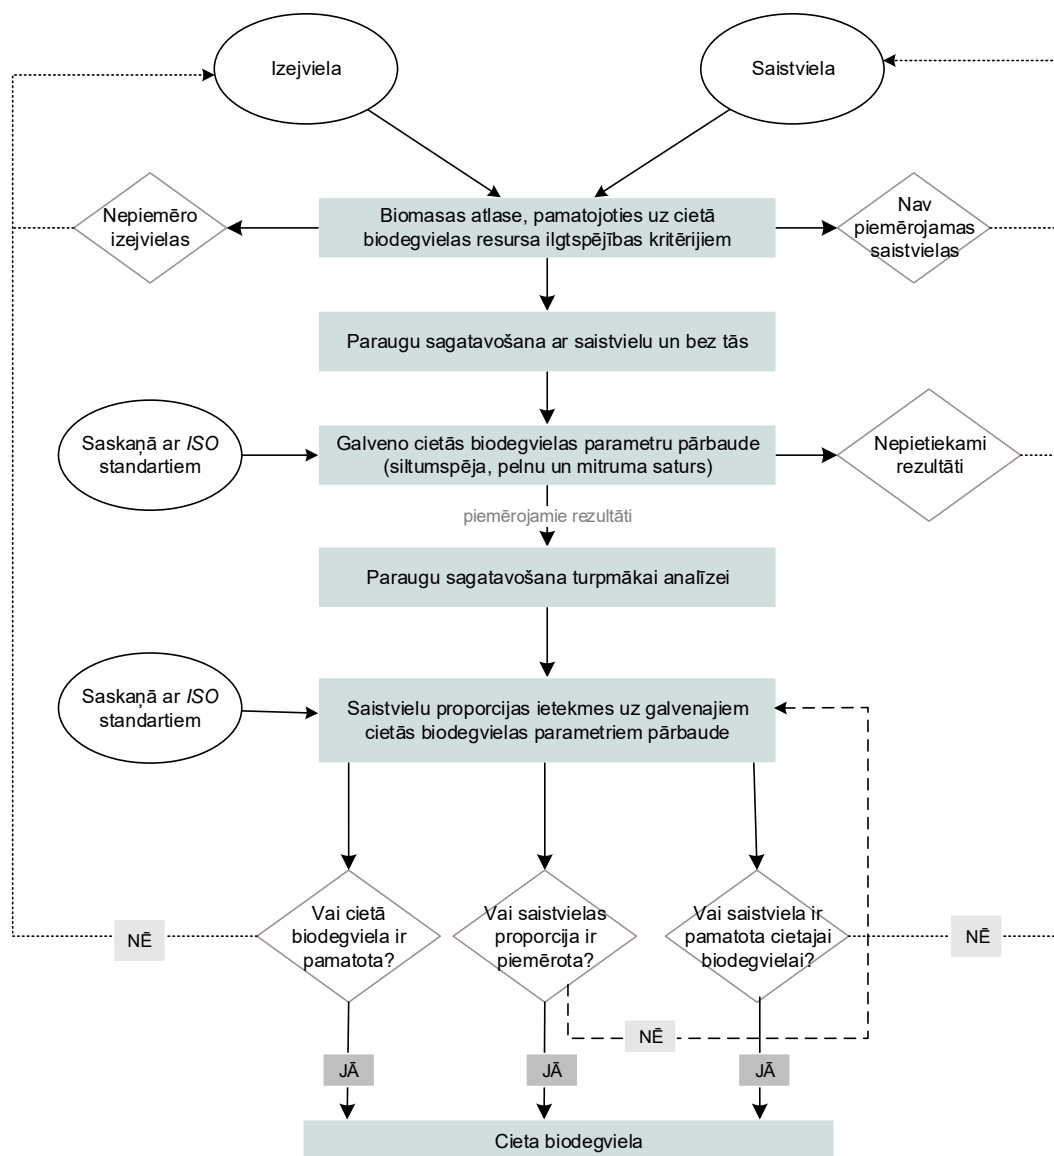 Izejviela
Saistviela
Nepiemēro
izejvielas
Biomasas atlase, pamatojoties uz cietā
biodegvielas resursa ilgtspējības kritērijiem
Nav
piemērojamas
saistvielas
Paraugu sagatavošana ar saistvielu un bez tās
Saskaņā ar ISO
standartiem
Galveno cietās biodegvielas parametru pārbaude
(siltumspēja, pelnu un mitruma saturs)
Nepietiekami
rezultāti
piemērojamie rezultāti
Paraugu sagatavošana turpmākai analīzei
Saskaņā ar ISO
standartiem
Saistvielu proporcijas ietekmes uz galvenajiem
cietās biodegvielas parametriem pārbaude
NĒ
Vai cietā
biodegviela ir
pamatota?
Vai saistvielas
proporcija ir
piemērota?
Vai saistviela ir
pamatota cietajai
biodegvielai?
NĒ
NĒ
JĀ
JĀ
JĀ
Cieta biodegviela